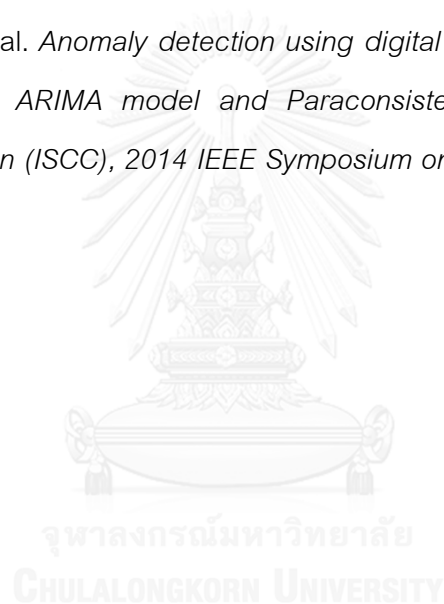 al. Anomaly detection using digital
ARIMA model and Paraconsiste
n (ISCC), 2014 IEEE Symposium or
จุฬาลงกรณ์มหาวิทยาลัย
CHULALONGKORN UNIVERSITY